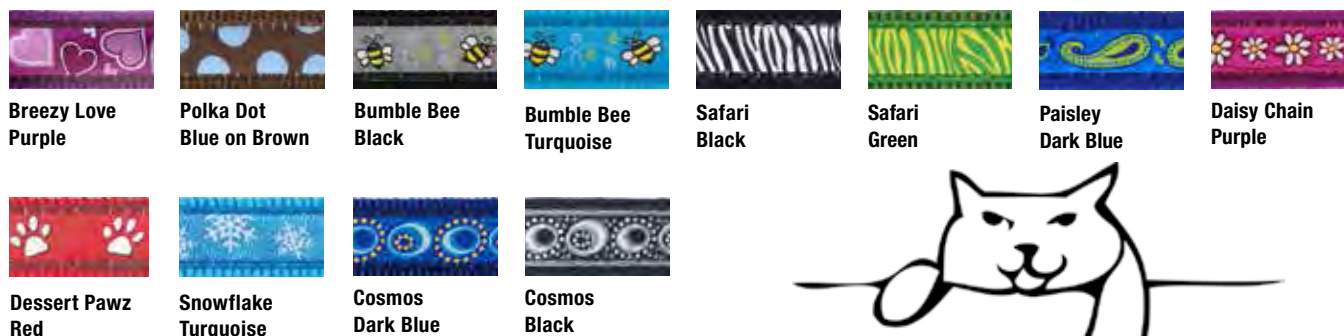 Breezy Love
Purple
Polka Dot
Blue on Brown
Bumble Bee
Black
Bumble Bee
Turquoise
Safari
Black
Safari
Green
Paisley
Dark Blue
Daisy Chain
Purple
Dessert Pawz
Red
Snowflake
Turquoise
Cosmos
Dark Blue
Cosmos
Black